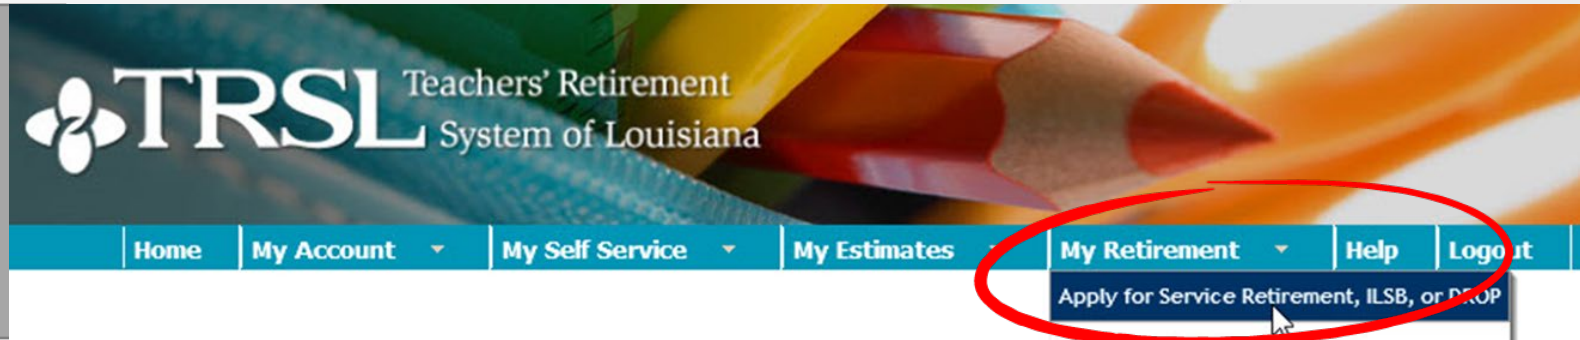 TRSL Teachers' Retirement
System of Louisiana
Home My Account My Self Service My Estimates My Retirement Help Logout
Apply for Service Retirement, ILSB, or DROP